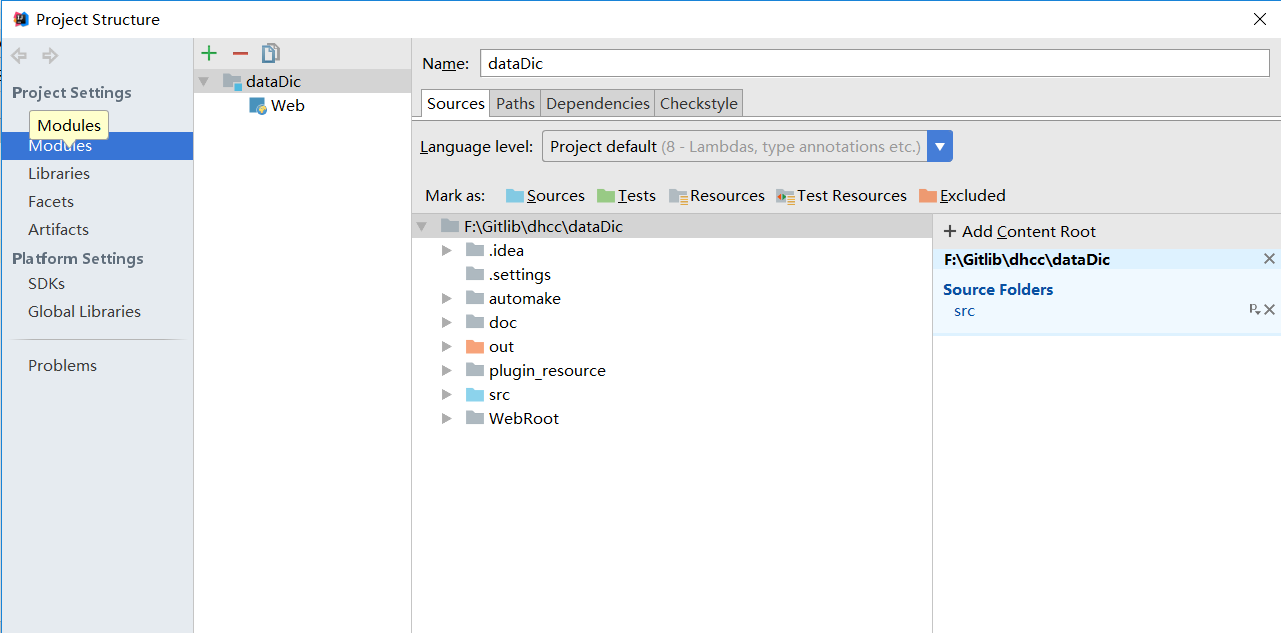 Project Structure
Project Settings
Modules
Modules
Libraries
Facets
Artifacts
Platform Settings
SDKs
Global Libraries
Problems
dataDic
Web
Name: dataDic
Sources Paths Dependencies Checkstyle
Language level: Project default (8 - Lambdas, type annotations etc.)
Mark as: Sources Tests Resources Test Resources Excluded
F:\Gitlib\dhcc\dataDic
.idea
.settings
automake
doc
out
plugin_resource
src
WebRoot
+ Add Content Root
F:\Gitlib\dhcc\dataDic
Source Folders
src